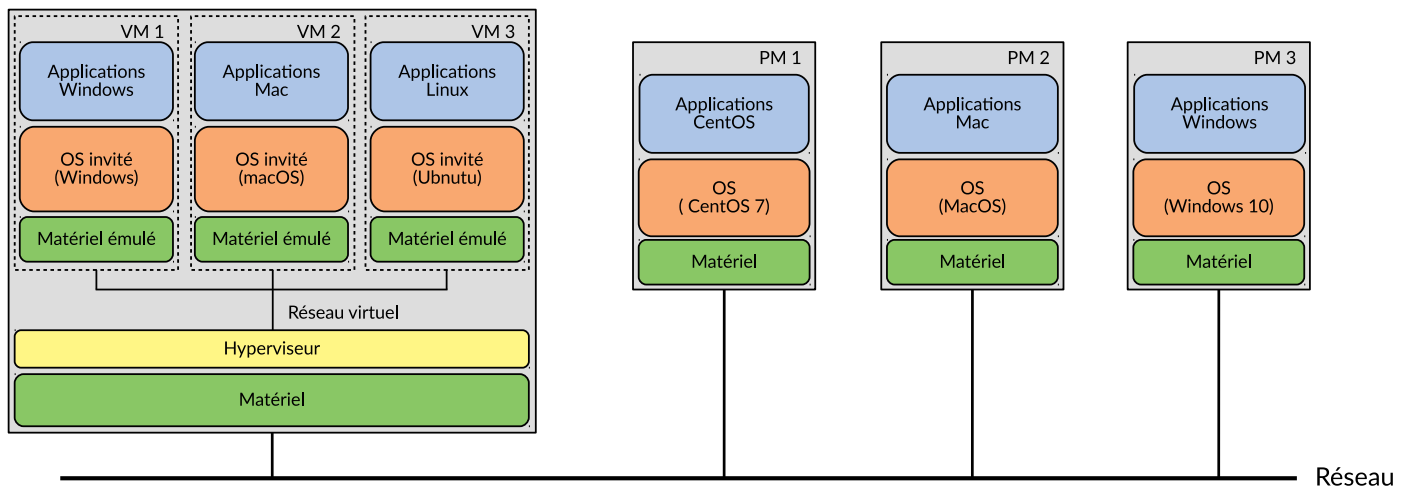 VM 1
Applications
Windows
OS invité
(Windows)
Matériel émulé
VM 2
Applications
Mac
OS invité
(macOS)
Matériel émulé
VM 3
Applications
Linux
OS invité
(Ubnutu)
Matériel émulé
Réseau virtuel
Hyperviseur
Matériel
PM 1
Applications
CentOS
OS
( CentOS 7)
Matériel
PM 2
Applications
Mac
OS
(MacOS)
Matériel
PM 3
Applications
Windows
OS
(Windows 10)
Matériel
Réseau